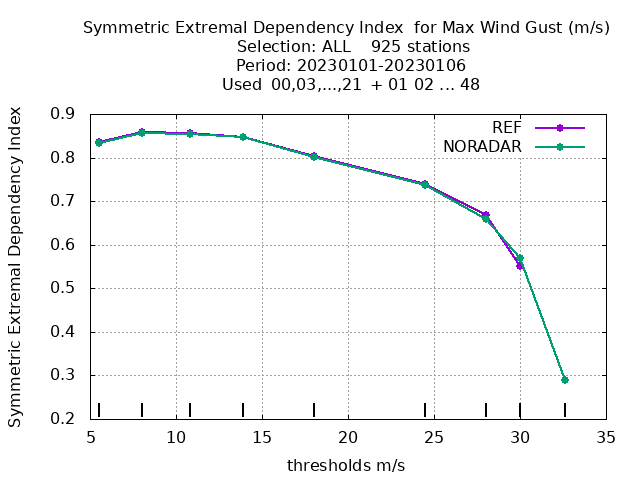 Symmetric Extremal Dependency Index  for Max Wind Gust (m/s)
Selection: ALL    925 stations
Period: 20230101-20230106
Used  00,03,...,21  + 01 02 ... 48
Symmetric Extremal Dependency Index
0.9
0.8
0.7
0.6
0.5
0.4
0.3
0.2
REF
NORADAR
5 10 15 20 25 30 35
thresholds m/s